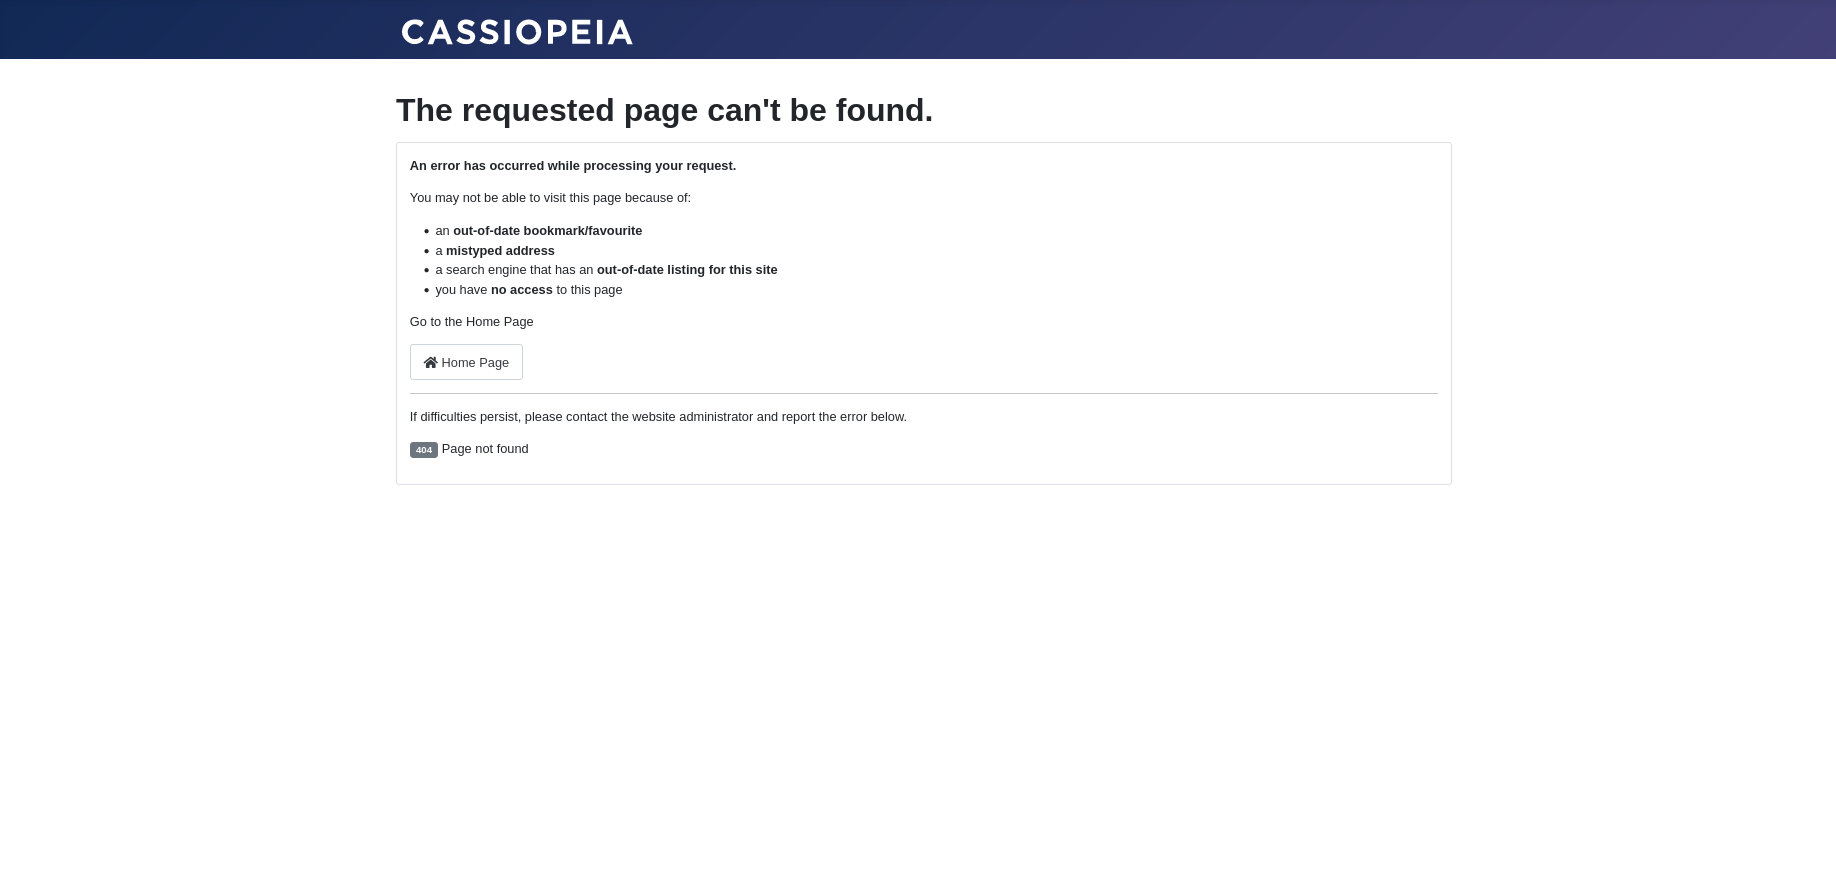 CASSIOPEIA
The requested page can't be found.
An error has occurred while processing your request.
You may not be able to visit this page because of:
an out-of-date bookmark/favourite
a mistyped address
a search engine that has an out-of-date listing for this site
you have no access to this page
Go to the Home Page
Home Page
If difficulties persist, please contact the website administrator and report the error below.
404 Page not found